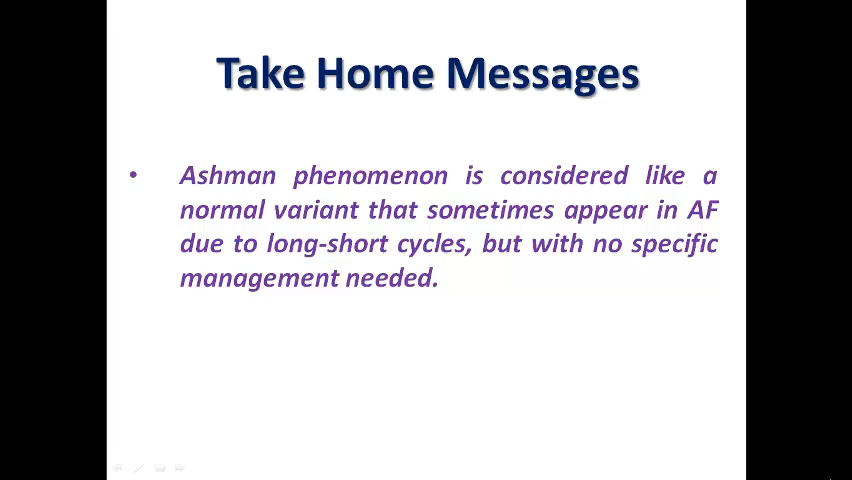 Take Home Messages
• Ashman phenomenon is considered like a
normal variant that sometimes appear in AF
due to long-short cycles, but with no specific
management needed.